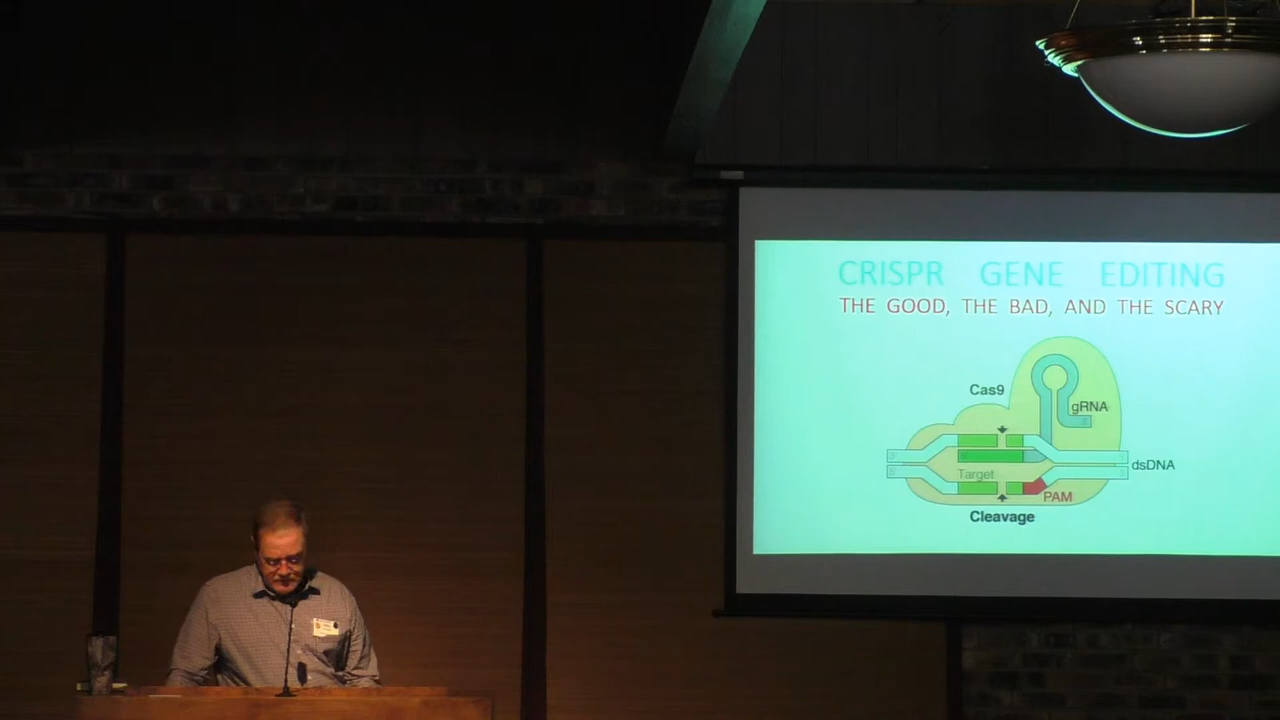 CRISPR GENE EDITING
THE GOOD, THE BAD, AND THE SCARY
Cas9
gRNA
dsDNA
Target
PAM
Cleavage